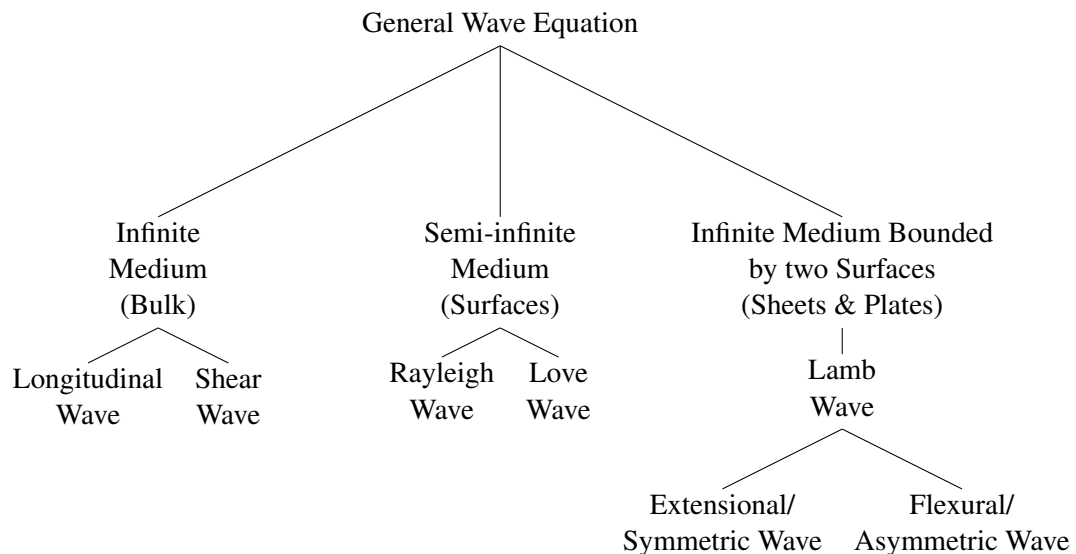 General Wave Equation
Infinite
Medium
(Bulk)
Semi-infinite
Medium
(Surfaces)
Infinite Medium Bounded
by two Surfaces
(Sheets & Plates)
Longitudinal
Wave
Shear
Wave
Rayleigh
Wave
Love
Wave
Lamb
Wave
Extensional/
Symmetric Wave
Flexural/
Asymmetric Wave